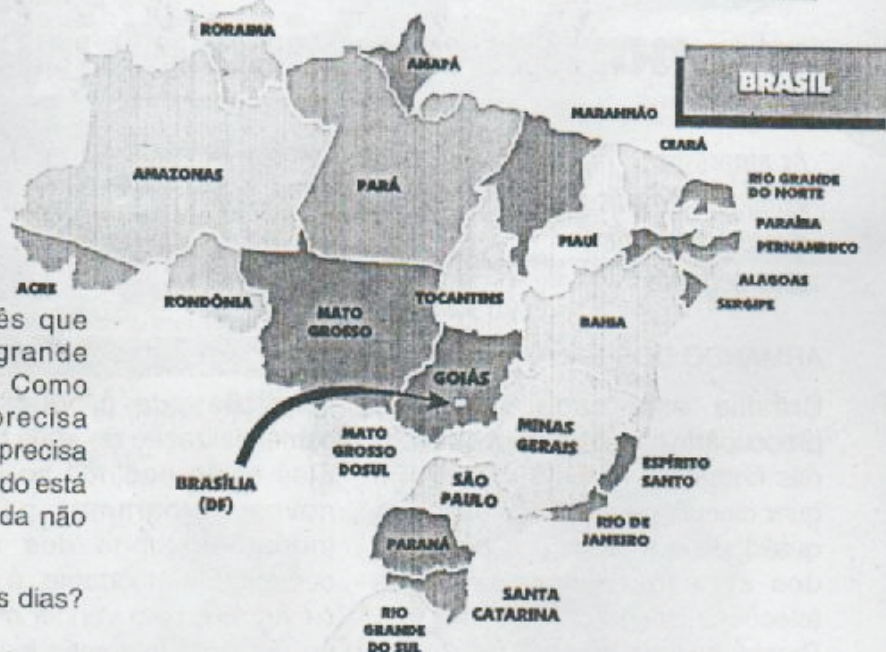 RORAIMA
AMAPÁ
BRASIL
MARANHÃO
CEARÁ
AMAZONAS
PARÁ
RIO GRANDE
DO NORTE
PARAÍBA
PIAUÍ
PERNAMBUCO
ACRE
RONDÔNIA
MATO
GROSSO
TOCANTINS
BAHIA
ALAGOAS
SERGIPE
GOIÁS
MATO
GROSSO
DOSUL
MINAS
GERAIS
ESPÍRITO
SANTO
BRASÍLIA
(DF)
SÃO
PAULO
RIO DE
JANEIRO
PARANÁ
SANTA
CATARINA
RIO
GRANDE
DO SUL
ês que
grande
Como
precisa
precisa
do está
da não
s dias?